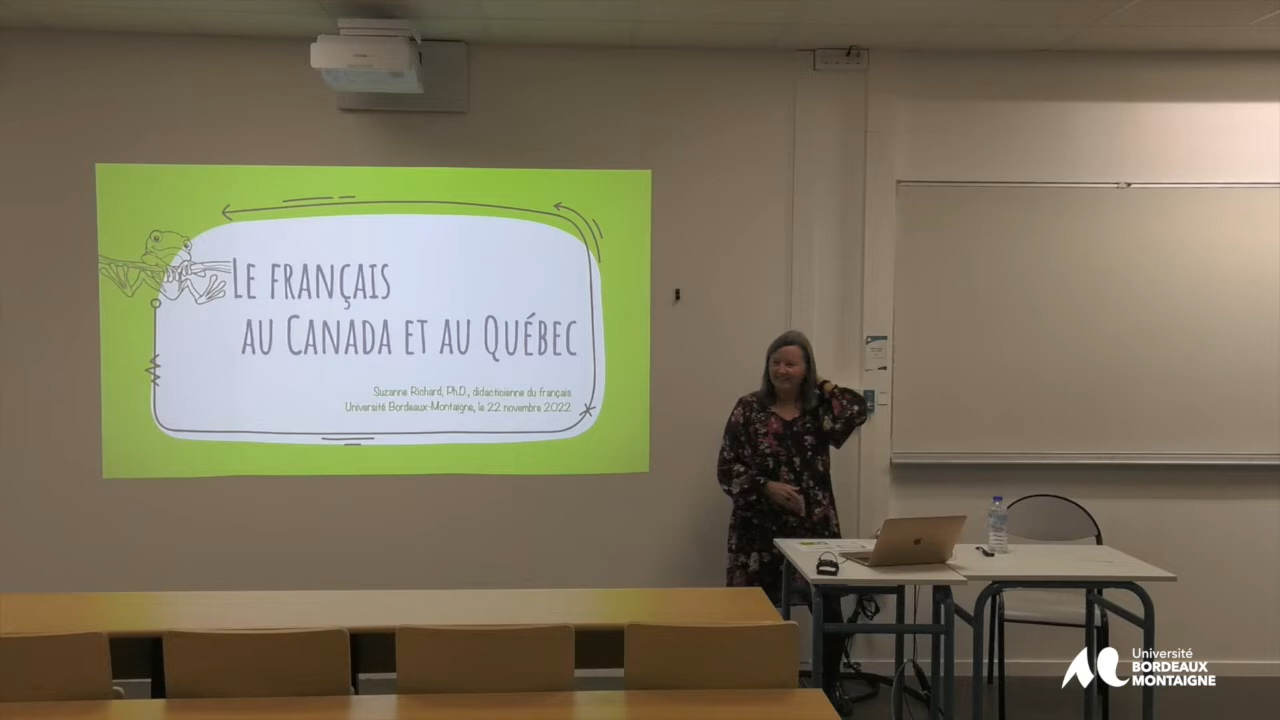 Le français
au Canada et au Québec
Suzanne Richard, Ph.D., didacticienne du français
Université Bordeaux-Montaigne, le 22 novembre 2022
Université
BORDEAUX
MONTAIGNE